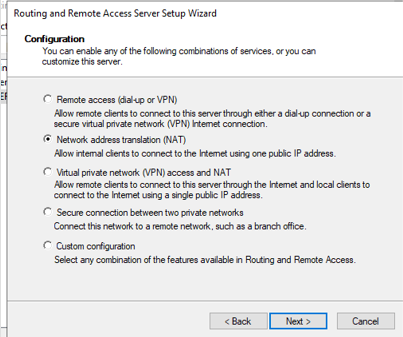 Routing and Remote Access Server Setup Wizard
Configuration
You can enable any of the following combinations of services, or you can
customize this server.
Remote access (dial-up or VPN)
Allow remote clients to connect to this server through either a dial-up connection or a
secure virtual private network (VPN) Internet connection.
Network address translation (NAT)
Allow internal clients to connect to the Internet using one public IP address.
Virtual private network (VPN) access and NAT
Allow remote clients to connect to this server through the Internet and local clients to
connect to the Internet using a single public IP address.
Secure connection between two private networks
Connect this network to a remote network, such as a branch office.
Custom configuration
Select any combination of the features available in Routing and Remote Access.
< Back
Next >
Cancel